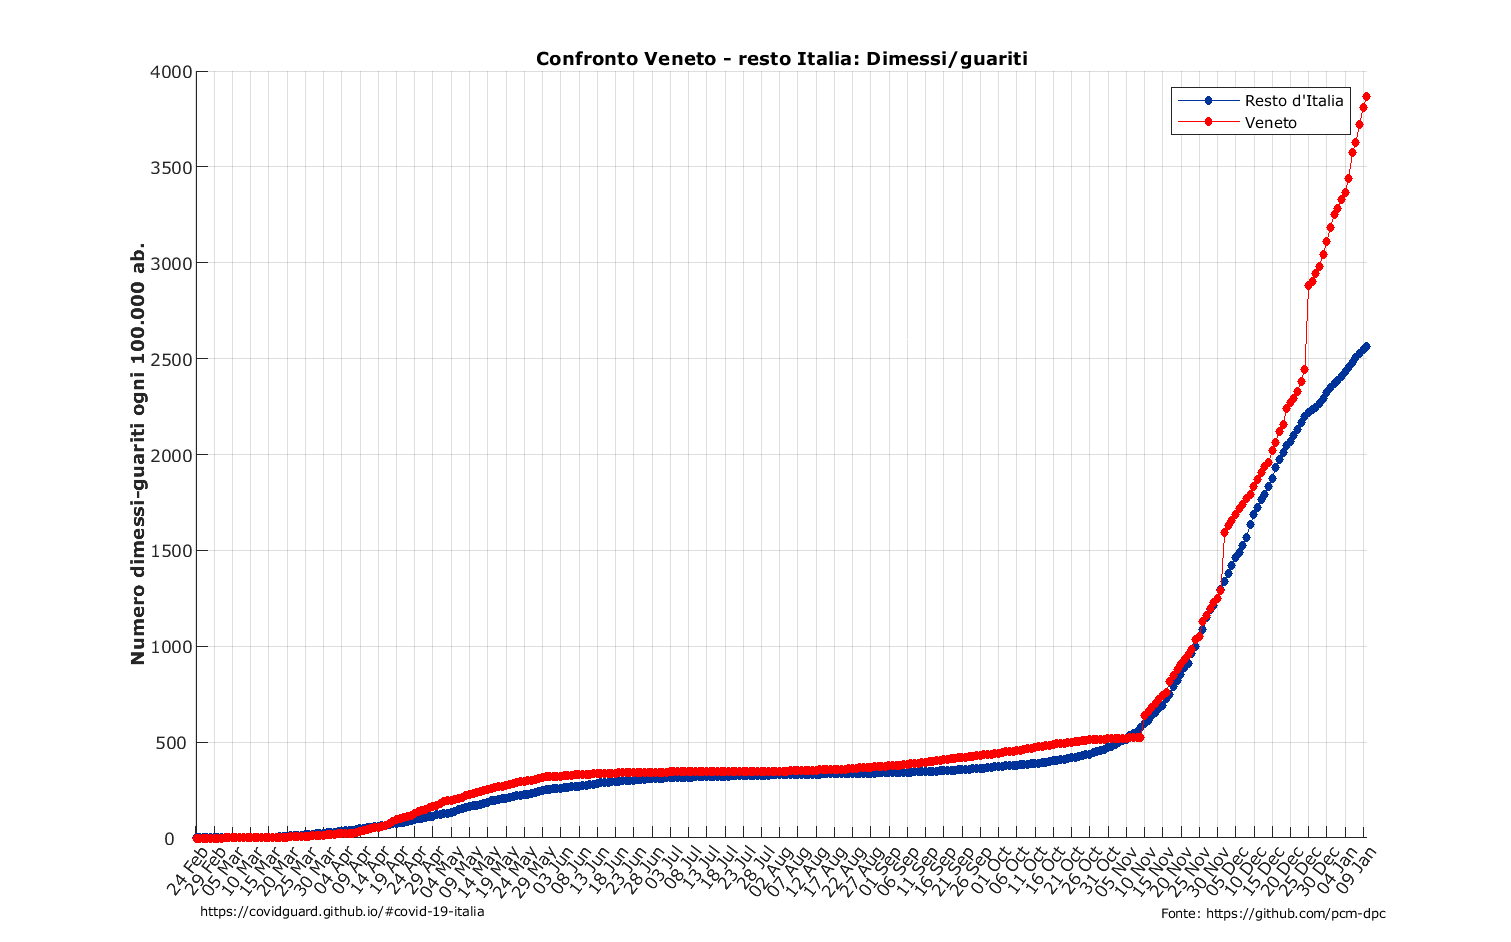 Confronto Veneto - resto Italia: Dimessi/guariti
Resto d'Italia
Veneto
Numero dimessi-guariti ogni 100.000 ab.
4000
3500
3000
2500
2000
1500
1000
500
0
24 Feb
29 Feb
05 Mar
10 Mar
15 Mar
20 Mar
25 Mar
30 Mar
04 Apr
09 Apr
14 Apr
19 Apr
24 Apr
29 Apr
04 May
09 May
14 May
19 May
24 May
29 May
03 Jun
08 Jun
13 Jun
18 Jun
23 Jun
28 Jun
03 Jul
08 Jul
13 Jul
18 Jul
23 Jul
28 Jul
02 Aug
07 Aug
12 Aug
17 Aug
22 Aug
27 Aug
01 Sep
06 Sep
11 Sep
16 Sep
21 Sep
26 Sep
01 Oct
06 Oct
11 Oct
16 Oct
21 Oct
26 Oct
31 Oct
05 Nov
10 Nov
15 Nov
20 Nov
25 Nov
30 Nov
05 Dec
10 Dec
15 Dec
20 Dec
25 Dec
30 Dec
04 Jan
09 Jan
https://covidguard.github.io/#covid-19-italia
Fonte: https://github.com/pcm-dpc